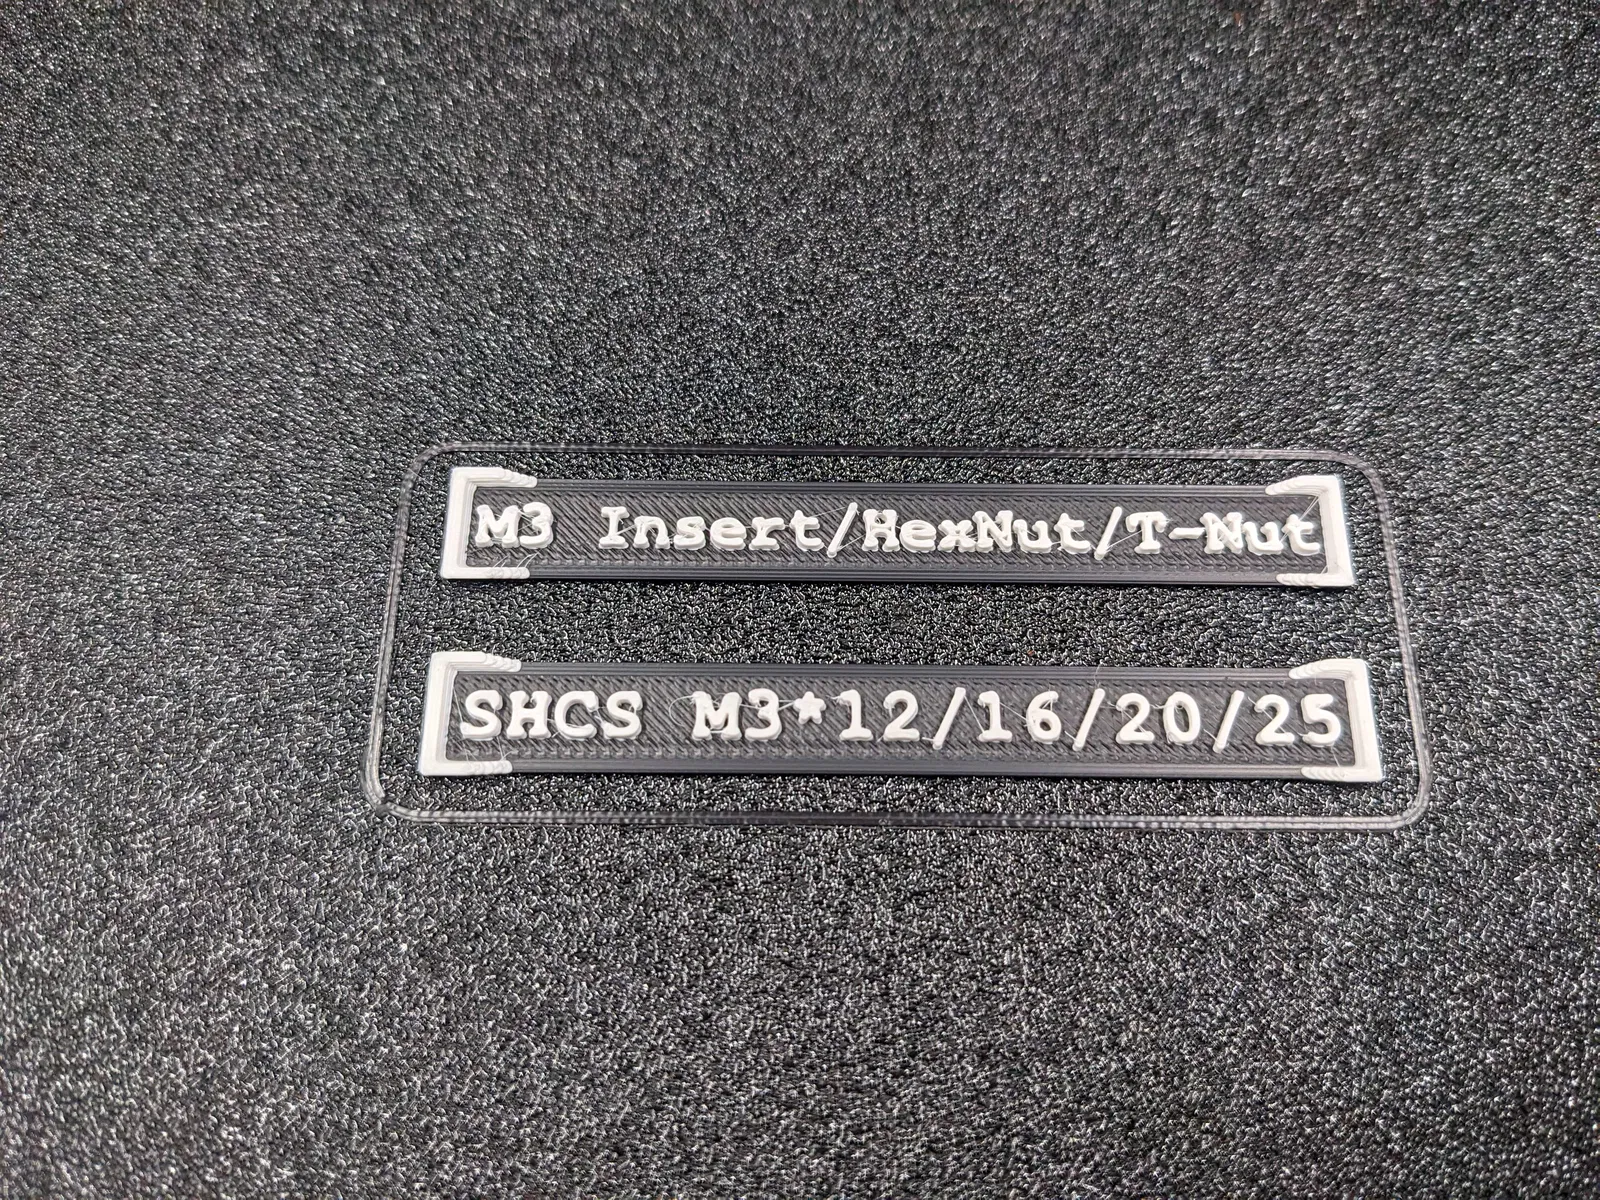 M3 Insert/HexNut/T-Nut
SHCS M3*12/16/20/25